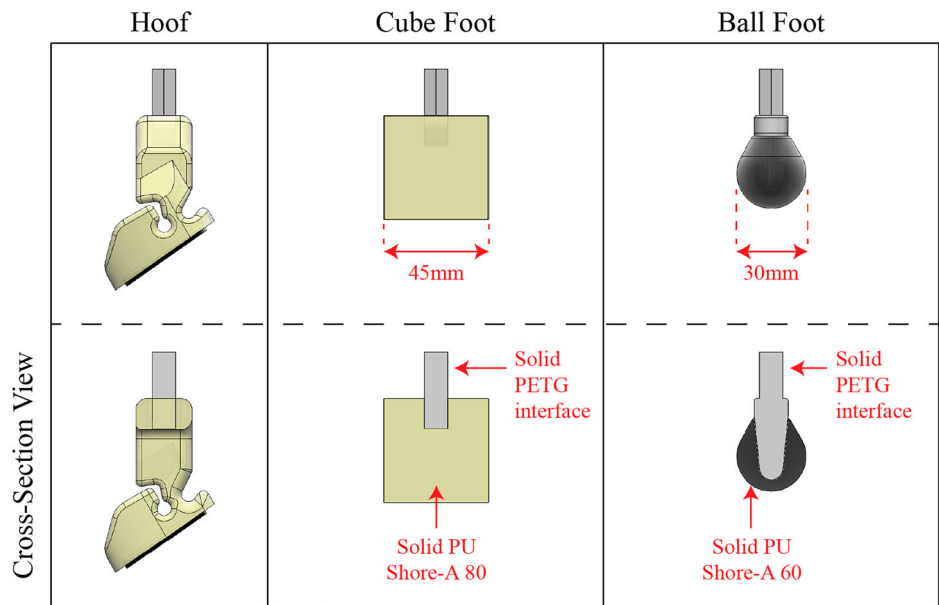 Hoof
Cube Foot
Ball Foot
45mm
30mm
Cross-Section View
Solid
PETG
interface
Solid PU
Shore-A 80
Solid
PETG
interface
Solid PU
Shore-A 60